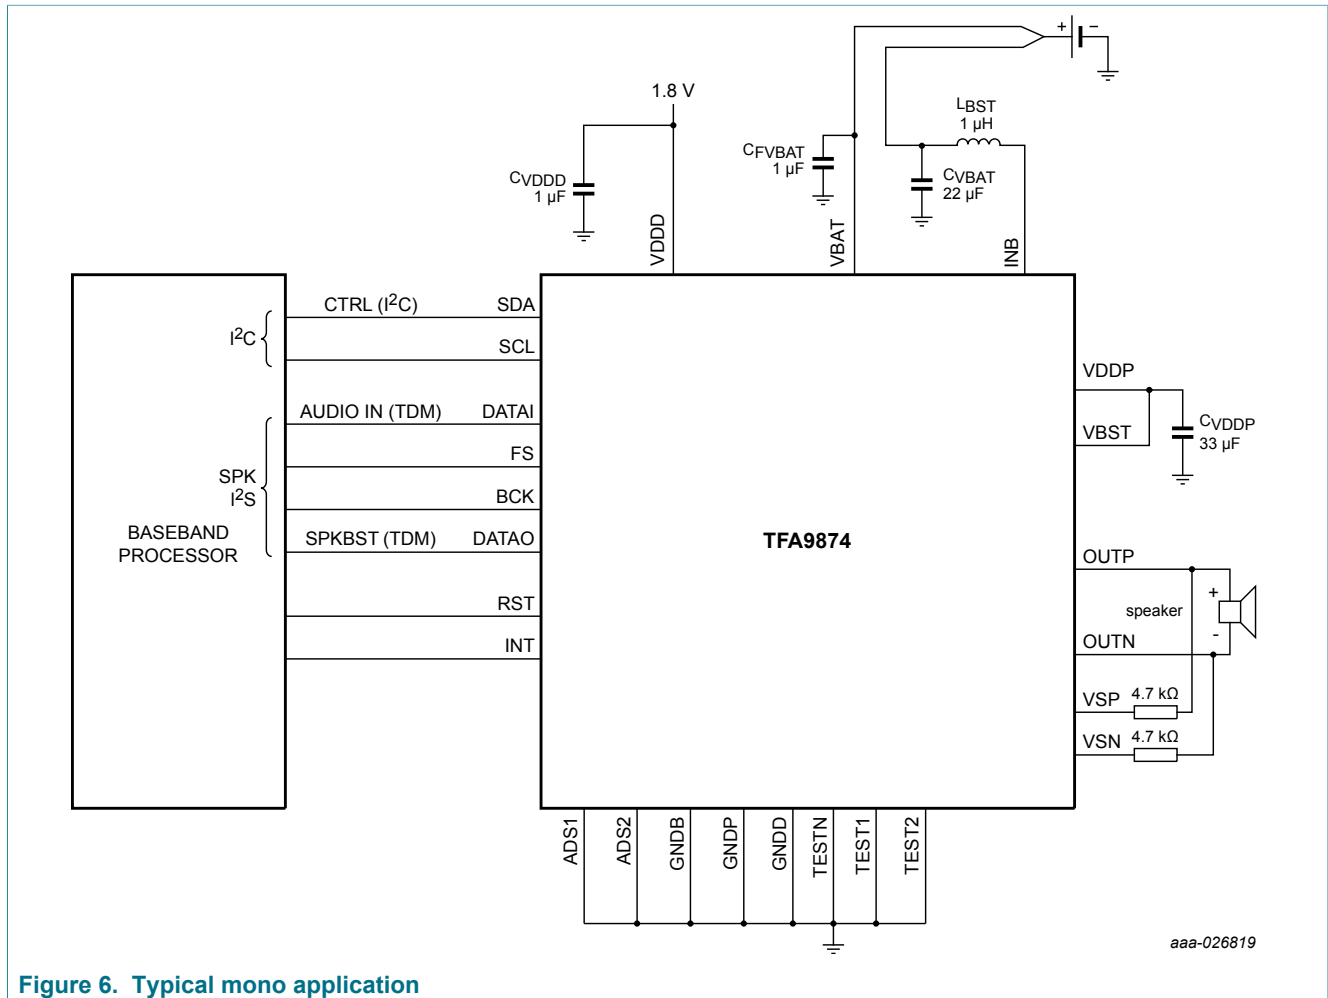 + −
1.8 V
LBST
1 µH
CFVBAT
1 µF
CVBAT
22 µF
CVDDD
1 µF
VDDD
VBAT
INB
CTRL (I²C) SDA
I²C
SCL
AUDIO IN (TDM) DATAI
FS
SPK
I²S
BCK
SPKBST (TDM) DATAO
BASEBAND
PROCESSOR
RST
INT
TFA9874
VDDP
VBST
CVDDP
33 µF
OUTP
+
speaker
-
OUTN
VSP 4.7 kΩ
VSN 4.7 kΩ
ADS1
ADS2
GNDB
GNDP
GNDD
TESTN
TEST1
TEST2
aaa-026819
Figure 6. Typical mono application